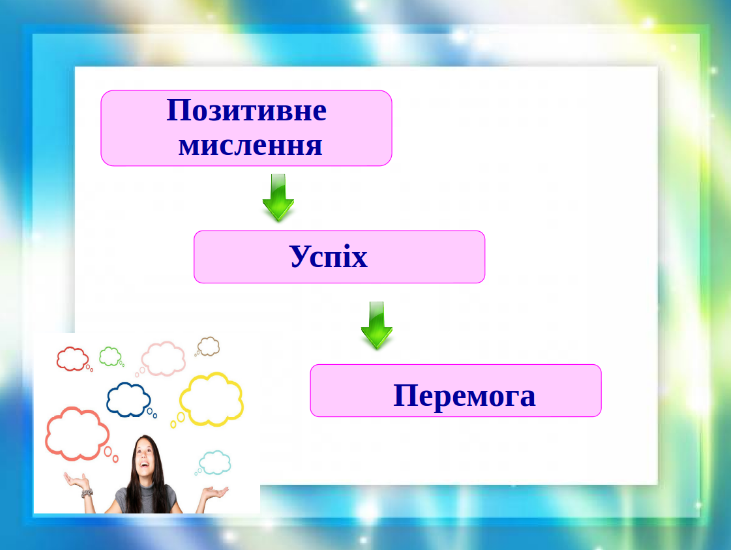 Позитивне
мислення
Успіх
Перемога